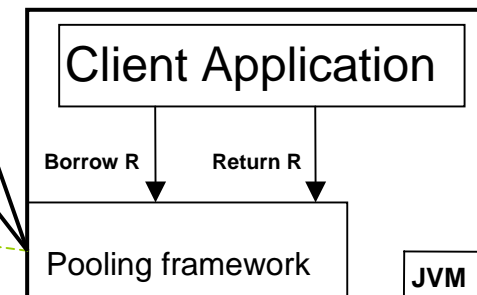 Client Application
Borrow R
Return R
Pooling framework
JVM